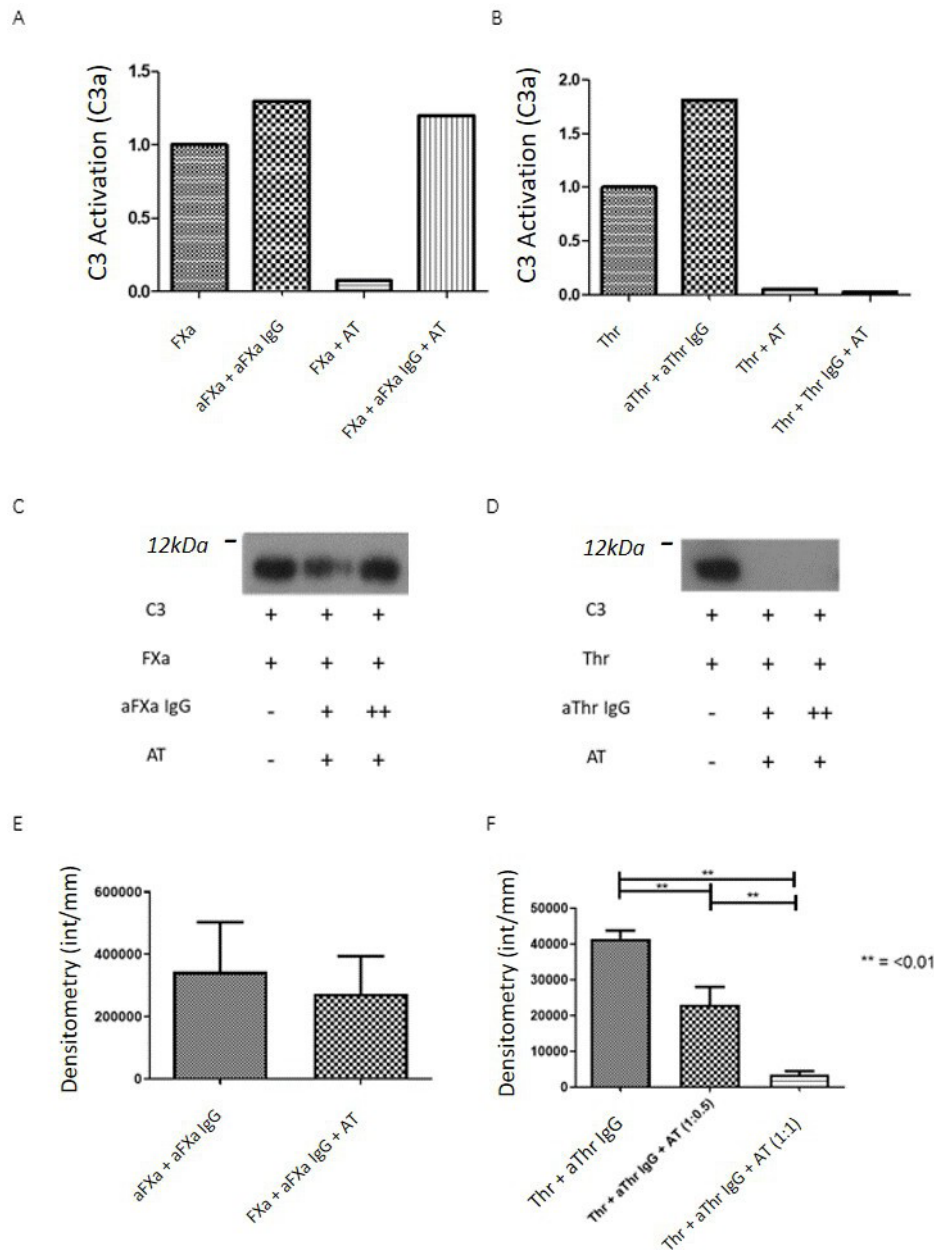 A
C3 Activation (C3a)
1.5
1.0
0.5
0.0
FXa
aFXa + aFXa IgG
FXa + AT
FXa + aFXa IgG + AT
B
C3 Activation (C3a)
2.0
1.5
1.0
0.5
0.0
Thr
aThr + aThr IgG
Thr + AT
Thr + Thr IgG + AT
C
12kDa
C3 + + +
FXa + + +
aFXa IgG - + ++
AT - + +
D
12kDa
C3 + + +
Thr + + +
aThr IgG - + ++
AT - + +
E
Densitometry (int/mm)
600000
400000
200000
0
aFXa + aFXa IgG
FXa + aFXa IgG + AT
F
Densitometry (int/mm)
50000
40000
30000
20000
10000
0
**
** **
** = <0.01
Thr + aThr IgG
Thr + aThr IgG + AT (1:0.5)
Thr + aThr IgG + AT (1:1)